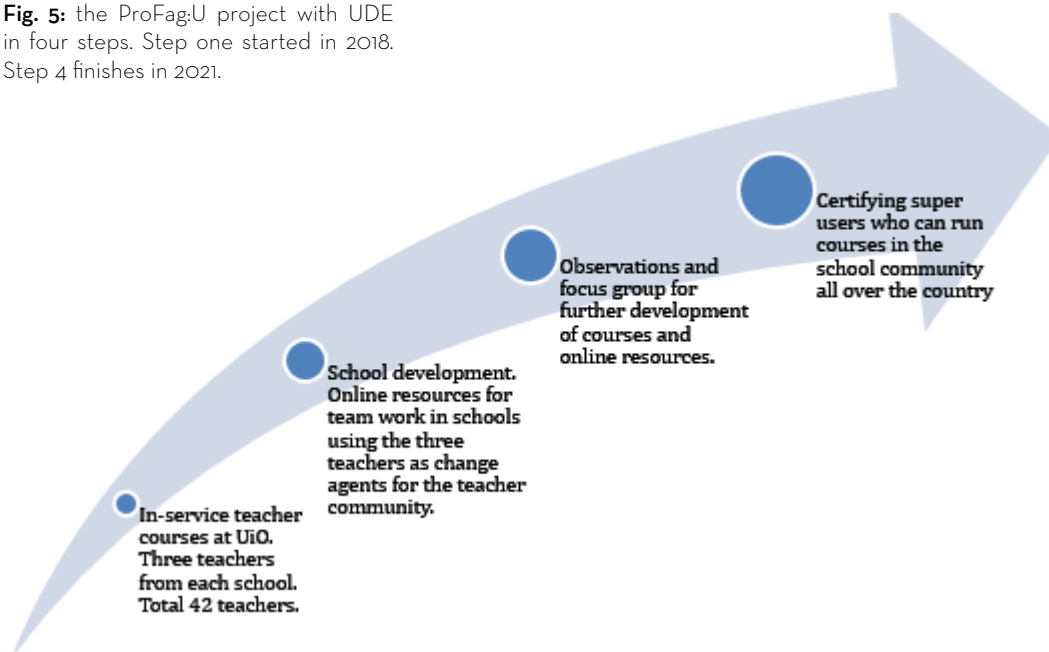 Fig. 5: the ProFag:U project with UDE
in four steps. Step one started in 2018.
Step 4 finishes in 2021.
In-service teacher
courses at UiO.
Three teachers
from each school.
Total 42 teachers.
School development.
Online resources for
team work in schools
using the three
teachers as change
agents for the teacher
community.
Observations and
focus group for
further development
of courses and
online resources.
Certifying super
users who can run
courses in the
school community
all over the country